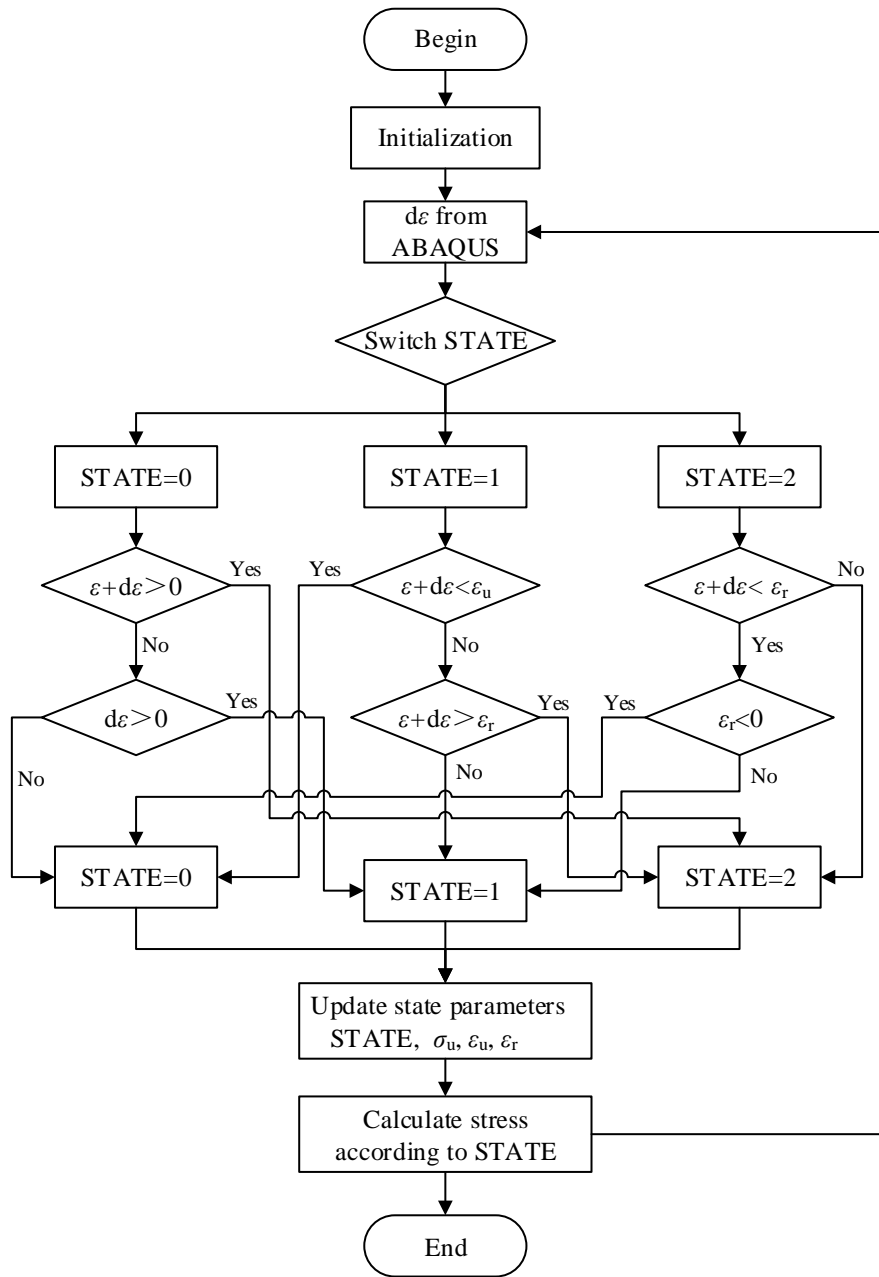 Begin
Initialization
dε from
ABAQUS
Switch STATE
STATE=0
STATE=1
STATE=2
ε+dε>0
Yes
Yes
ε+dε<εu
ε+dε< εr
No
No
No
Yes
dε>0
Yes
ε+dε>εr
Yes
Yes
εr<0
No
No
No
STATE=0
STATE=1
STATE=2
Update state parameters
STATE, σu, εu, εr
Calculate stress
according to STATE
End